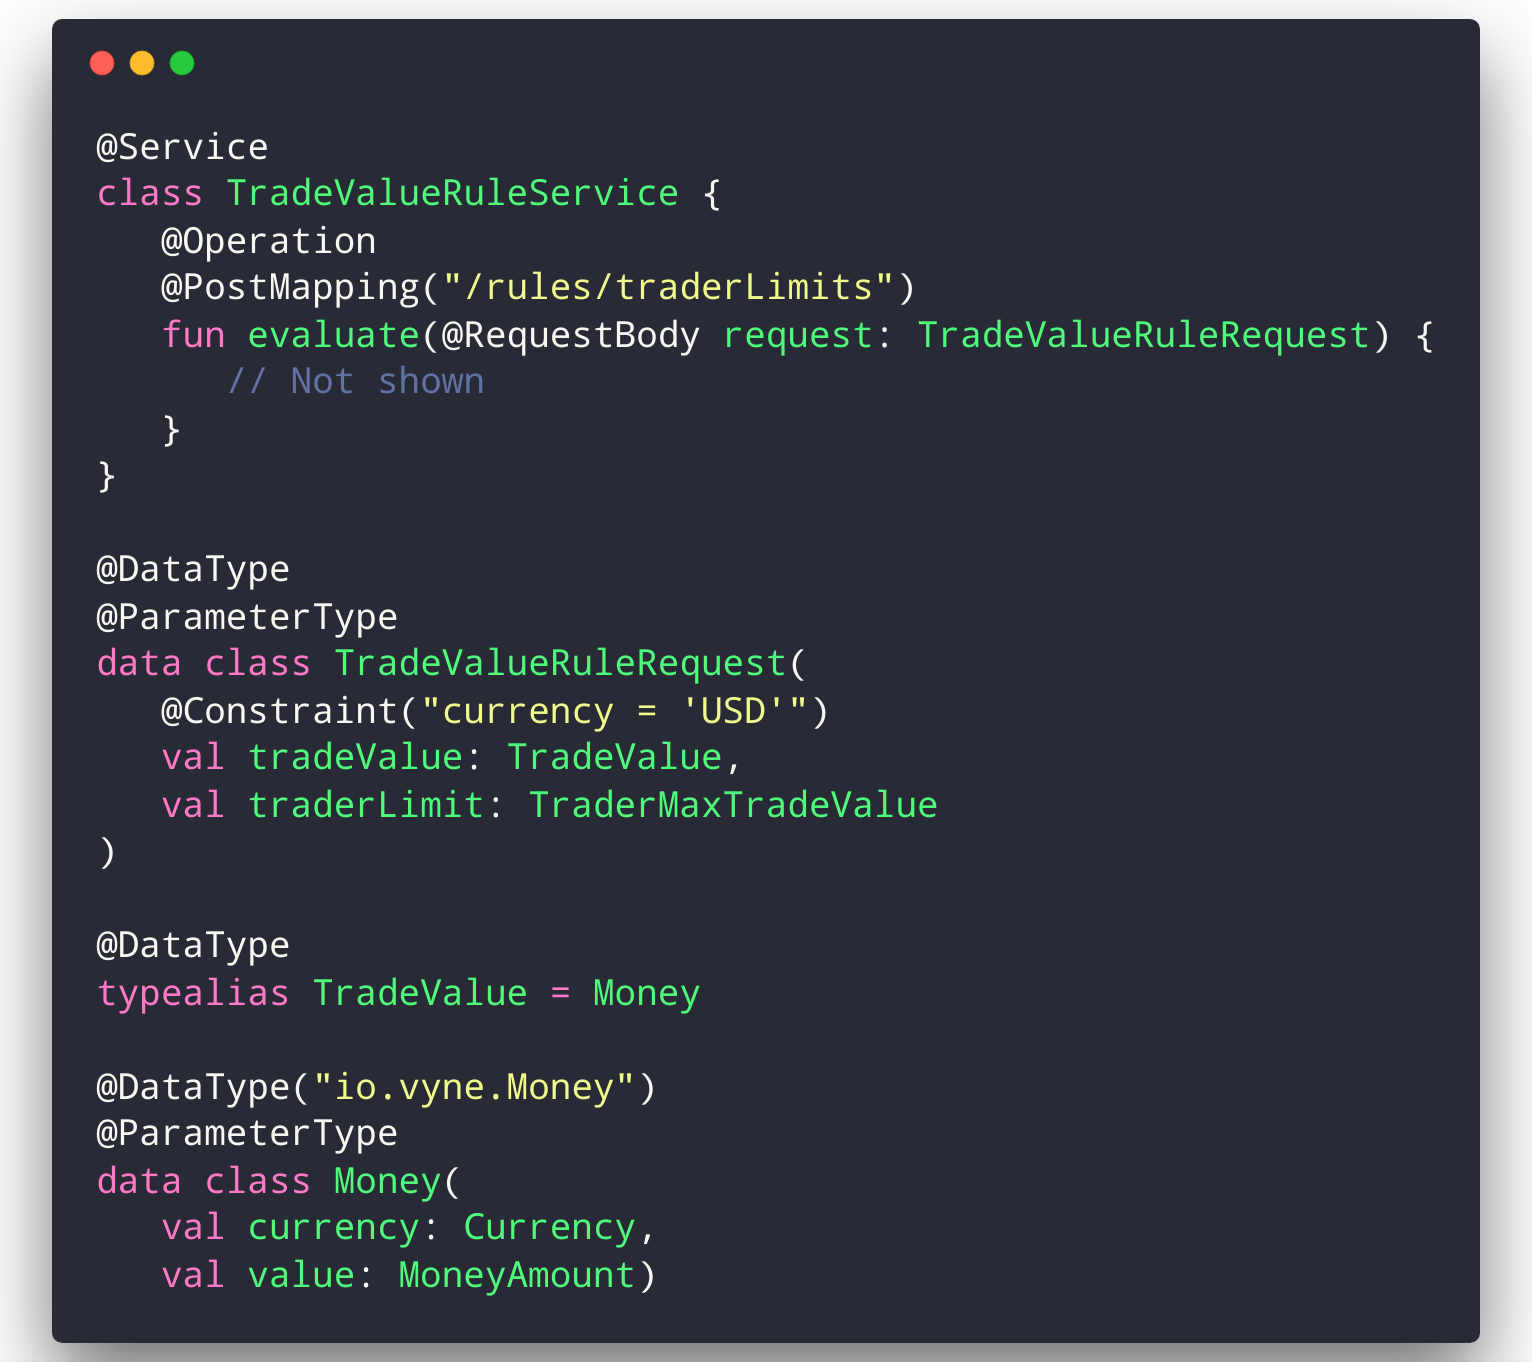 @Service
class TradeValueRuleService {
   @Operation
   @PostMapping("/rules/traderLimits")
   fun evaluate(@RequestBody request: TradeValueRuleRequest) {
      // Not shown
   }
}

@DataType
@ParameterType
data class TradeValueRuleRequest(
   @Constraint("currency = 'USD'")
   val tradeValue: TradeValue,
   val traderLimit: TraderMaxTradeValue
)

@DataType
typealias TradeValue = Money

@DataType("io.vyne.Money")
@ParameterType
data class Money(
   val currency: Currency,
   val value: MoneyAmount)